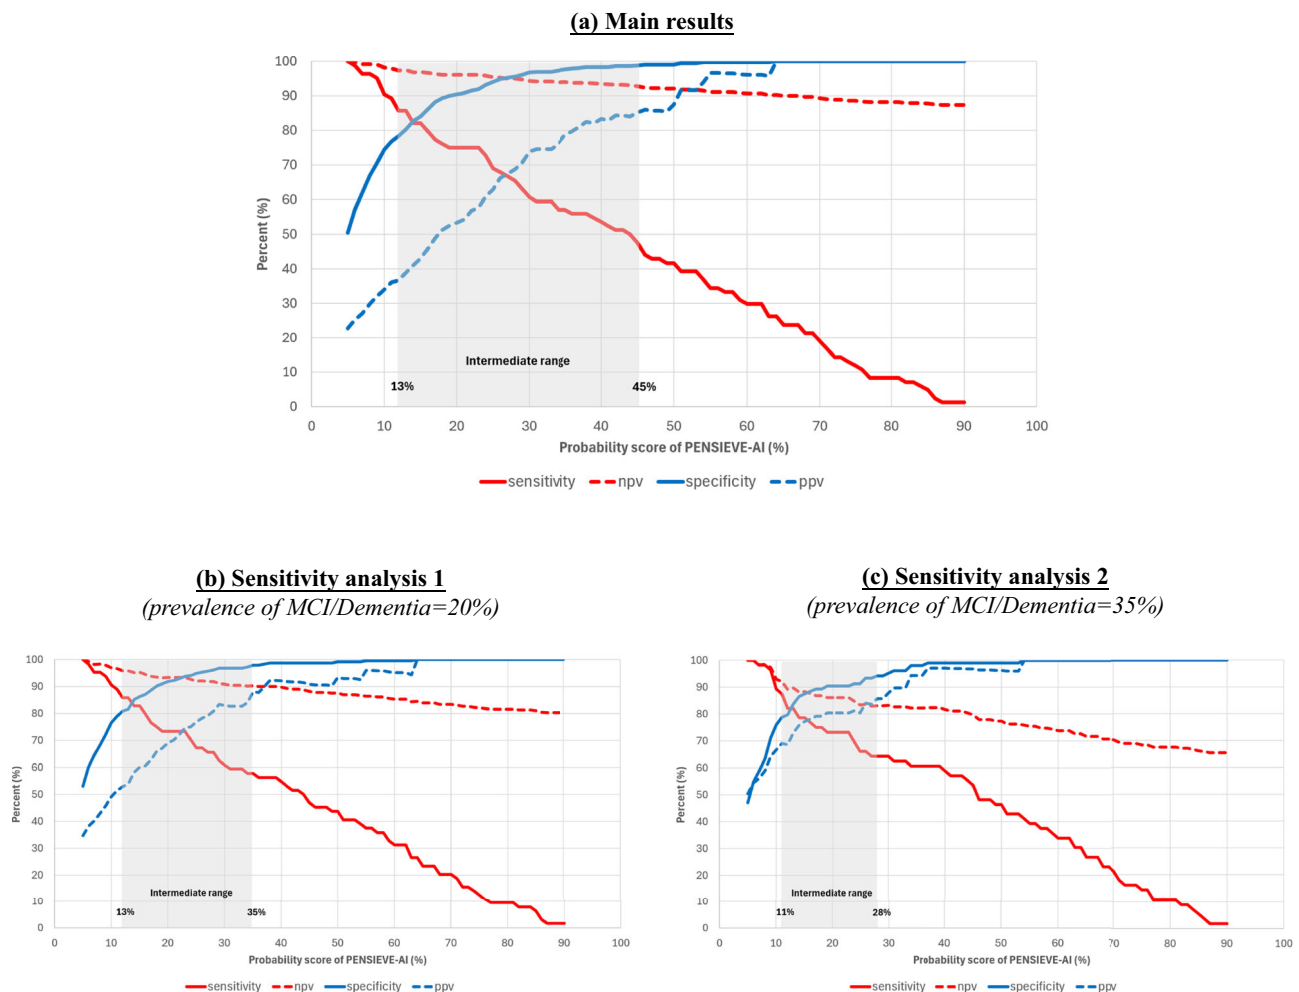 (a) Main results
100
90
80
70
60
50
40
30
20
10
0
Percent (%)
Intermediate range
13%
45%
0 10 20 30 40 50 60 70 80 90 100
Probability score of PENSIEVE-AI (%)
sensitivity npv specificity ppv
(b) Sensitivity analysis 1
(prevalence of MCI/Dementia=20%)
100
90
80
70
60
50
40
30
20
10
0
Percent (%)
Intermediate range
13%
35%
0 10 20 30 40 50 60 70 80 90 100
Probability score of PENSIEVE-AI (%)
sensitivity npv specificity ppv
(c) Sensitivity analysis 2
(prevalence of MCI/Dementia=35%)
100
90
80
70
60
50
40
30
20
10
0
Percent (%)
Intermediate range
11%
28%
0 10 20 30 40 50 60 70 80 90 100
Probability score of PENSIEVE-AI (%)
sensitivity npv specificity ppv